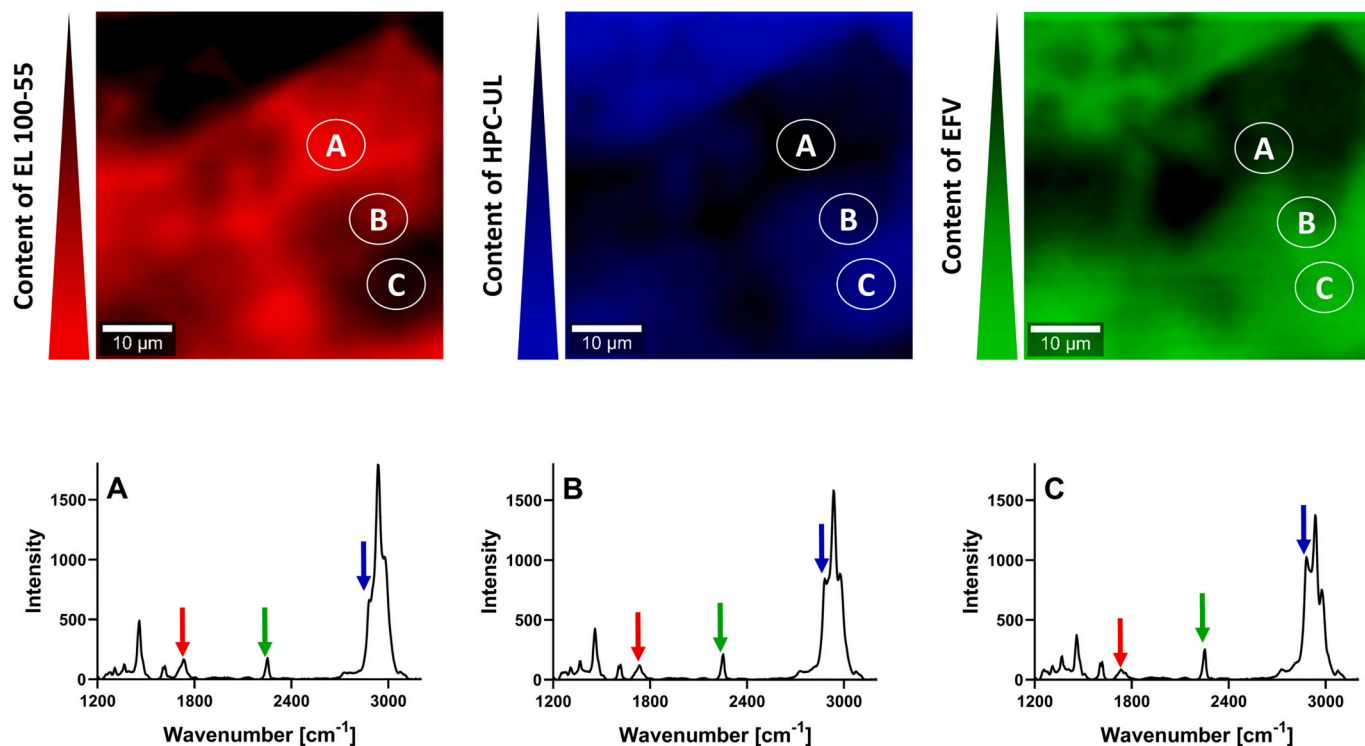 Content of EL 100-55
A
B
C
10 µm
Content of HPC-UL
A
B
C
10 µm
Content of EFV
A
B
C
10 µm
A
Intensity
1500
1000
500
0
1200
1800
2400
3000
Wavenumber [cm⁻¹]
B
Intensity
1500
1000
500
0
1200
1800
2400
3000
Wavenumber [cm⁻¹]
C
Intensity
1500
1000
500
0
1200
1800
2400
3000
Wavenumber [cm⁻¹]